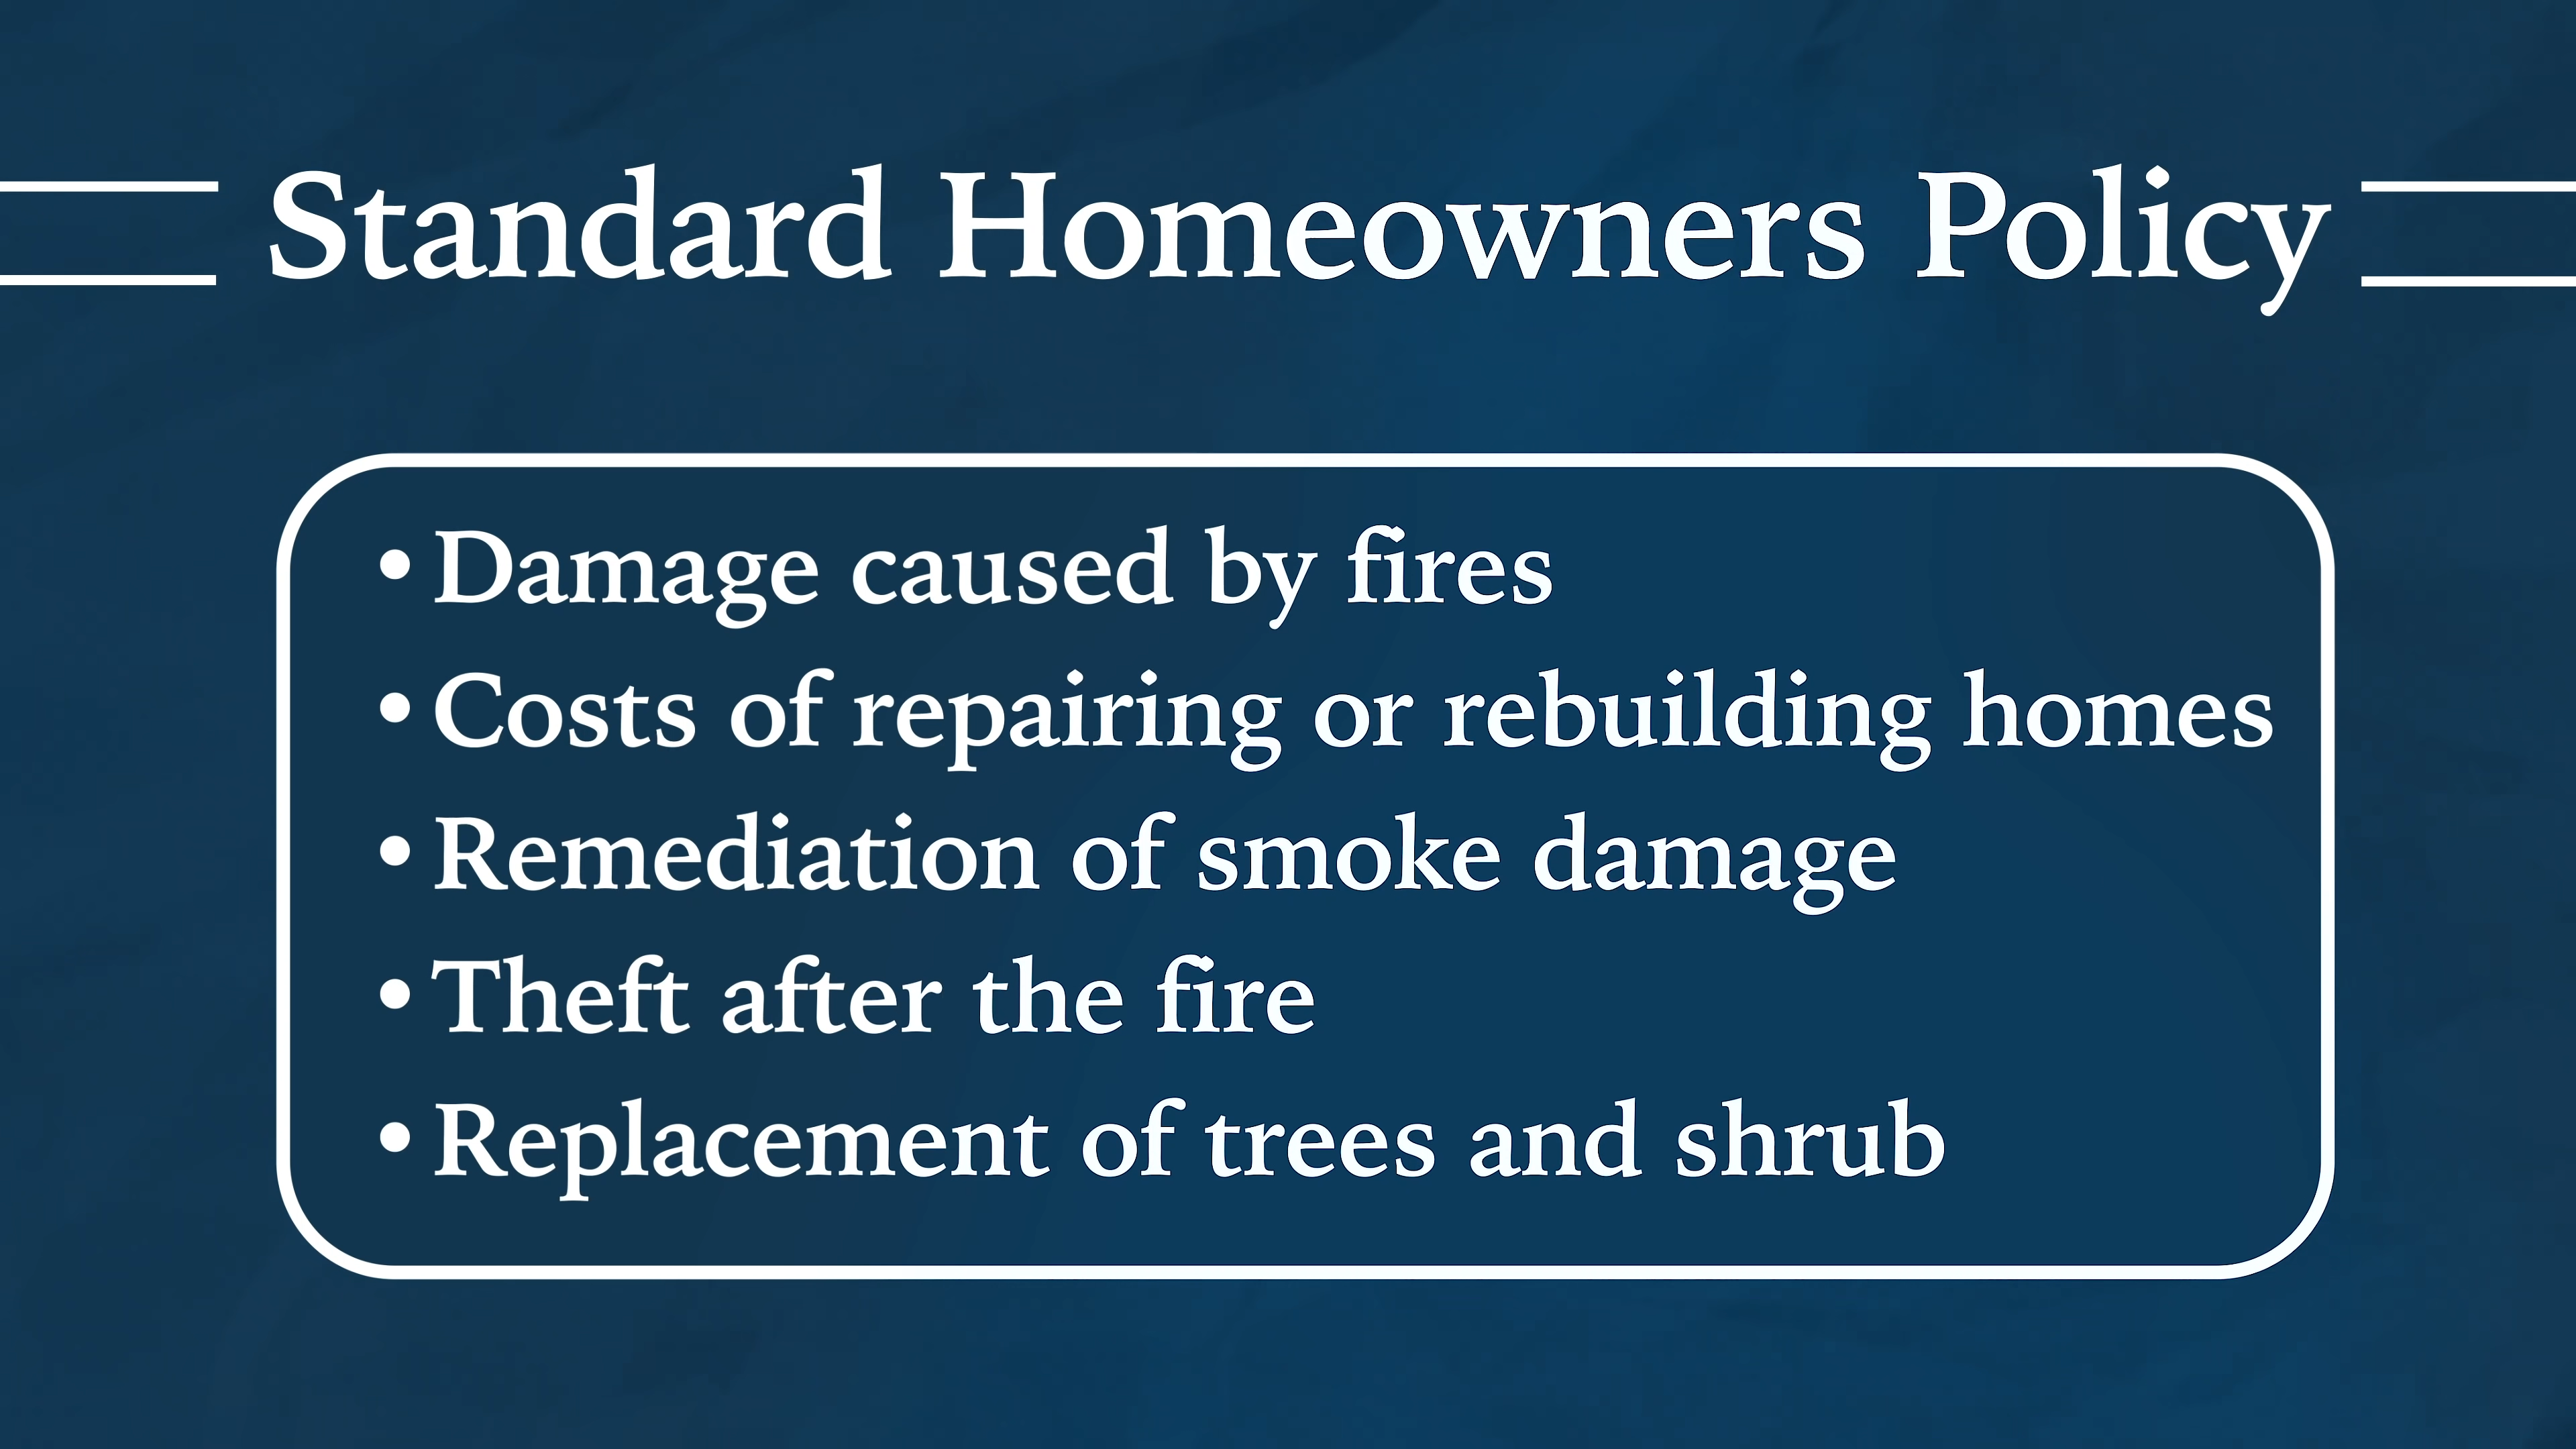 Standard Homeowners Policy
• Damage caused by fires
• Costs of repairing or rebuilding homes
• Remediation of smoke damage
• Theft after the fire
• Replacement of trees and shrub